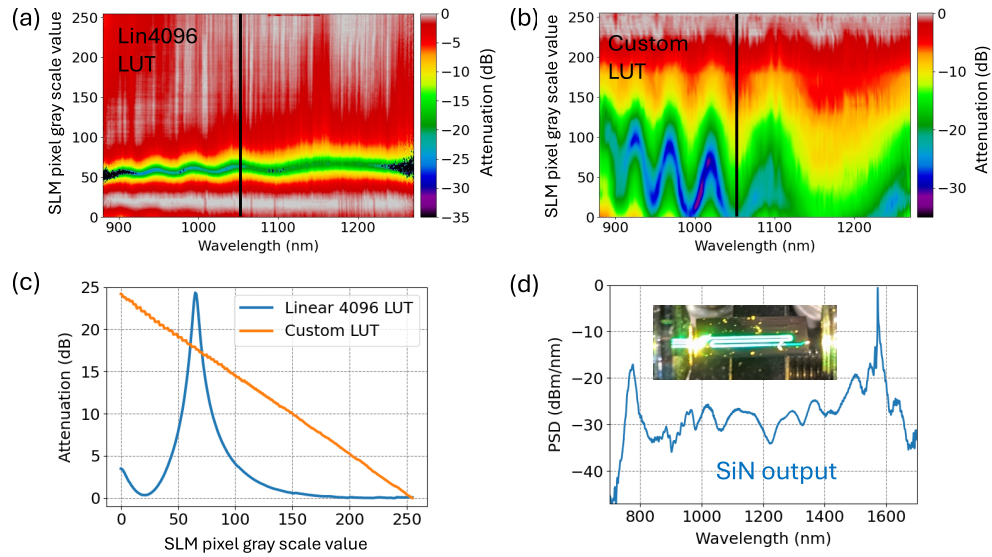 (a)
SLM pixel gray scale value
250
200
150
100
50
0
Lin4096
LUT
900
1000
1100
1200
Wavelength (nm)
0
−5
−10
−15
−20
−25
−30
−35
Attenuation (dB)
(b)
SLM pixel gray scale value
250
200
150
100
50
0
Custom
LUT
900
1000
1100
1200
Wavelength (nm)
0
−10
−20
−30
Attenuation (dB)
(c)
Attenuation (dB)
25
20
15
10
5
0
Linear 4096 LUT
Custom LUT
0
50
100
150
200
250
SLM pixel gray scale value
(d)
PSD (dBm/nm)
0
−10
−20
−30
−40
SiN output
800
1000
1200
1400
1600
Wavelength (nm)